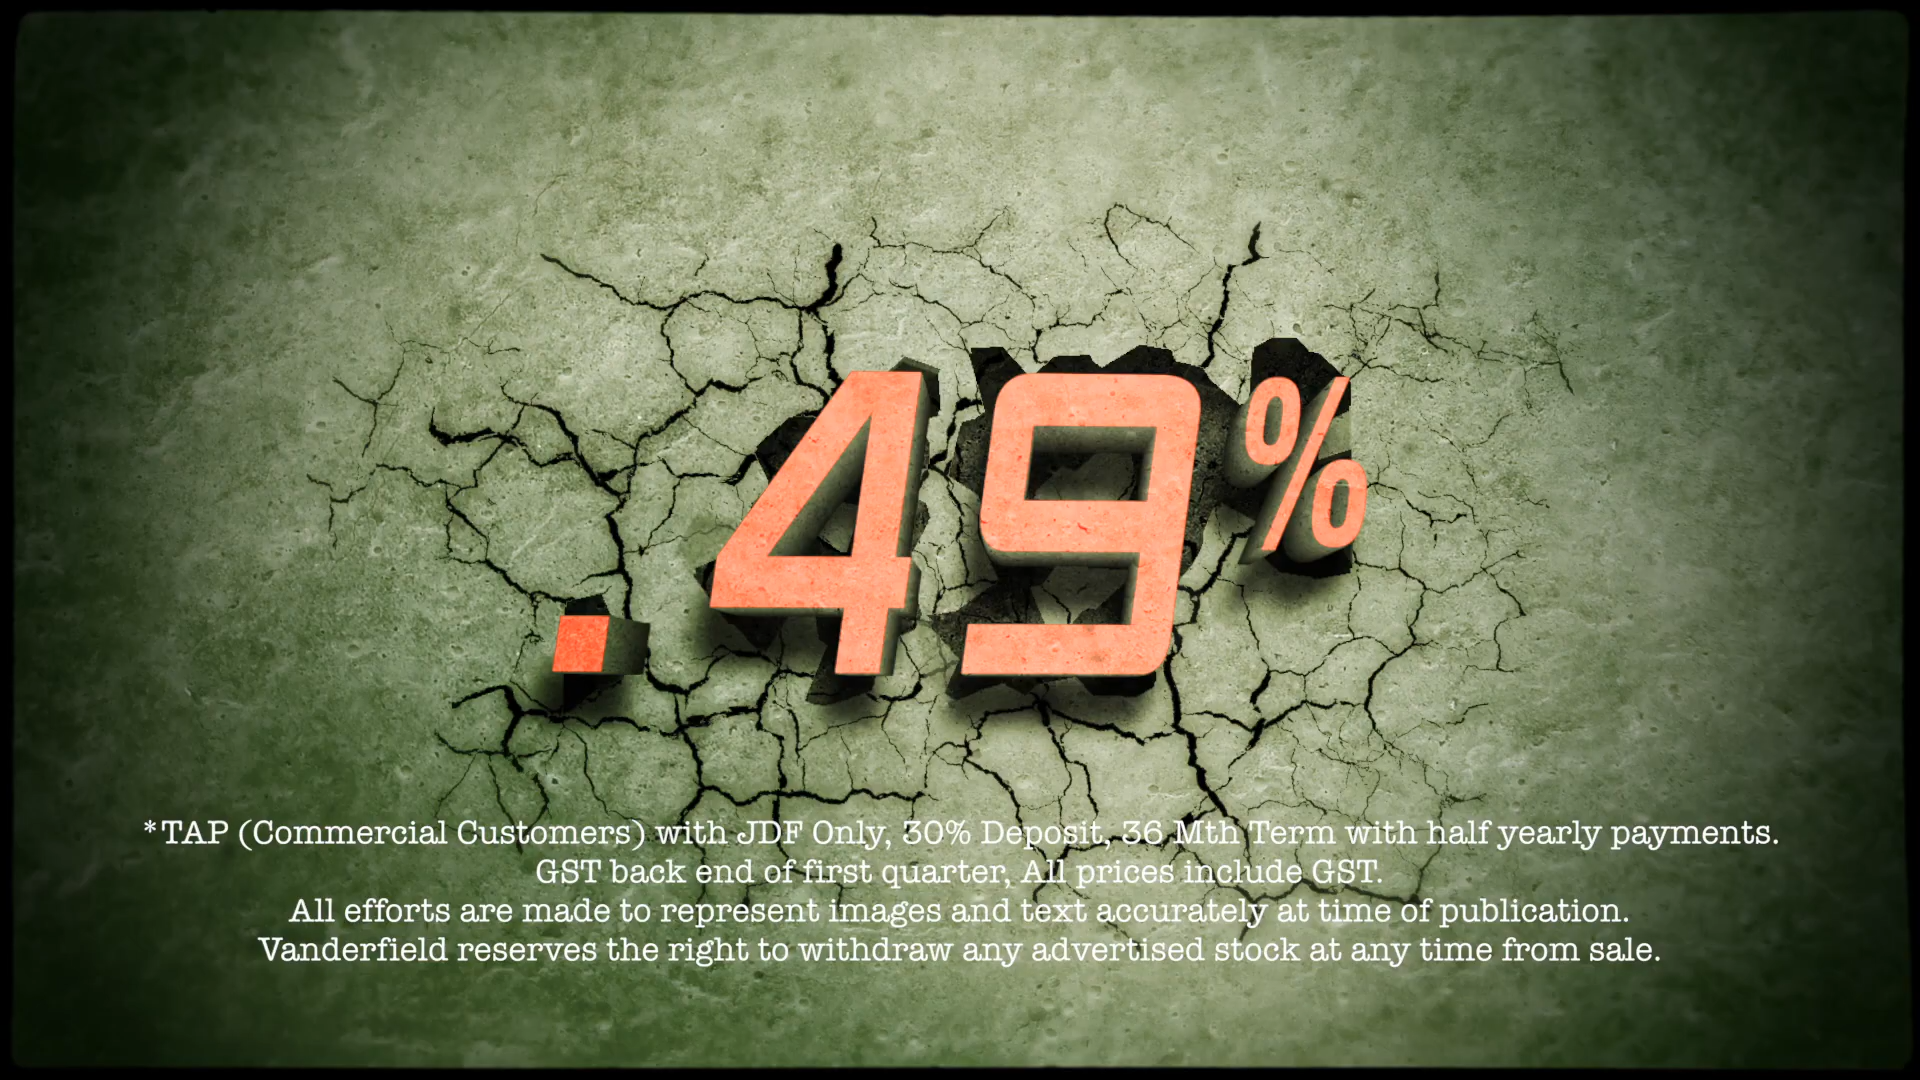 .49%
*TAP (Commercial Customers) with JDF Only, 30% Deposit, 36 Mth Term with half yearly payments.
GST back end of first quarter, All prices include GST.
All efforts are made to represent images and text accurately at time of publication.
Vanderfield reserves the right to withdraw any advertised stock at any time from sale.